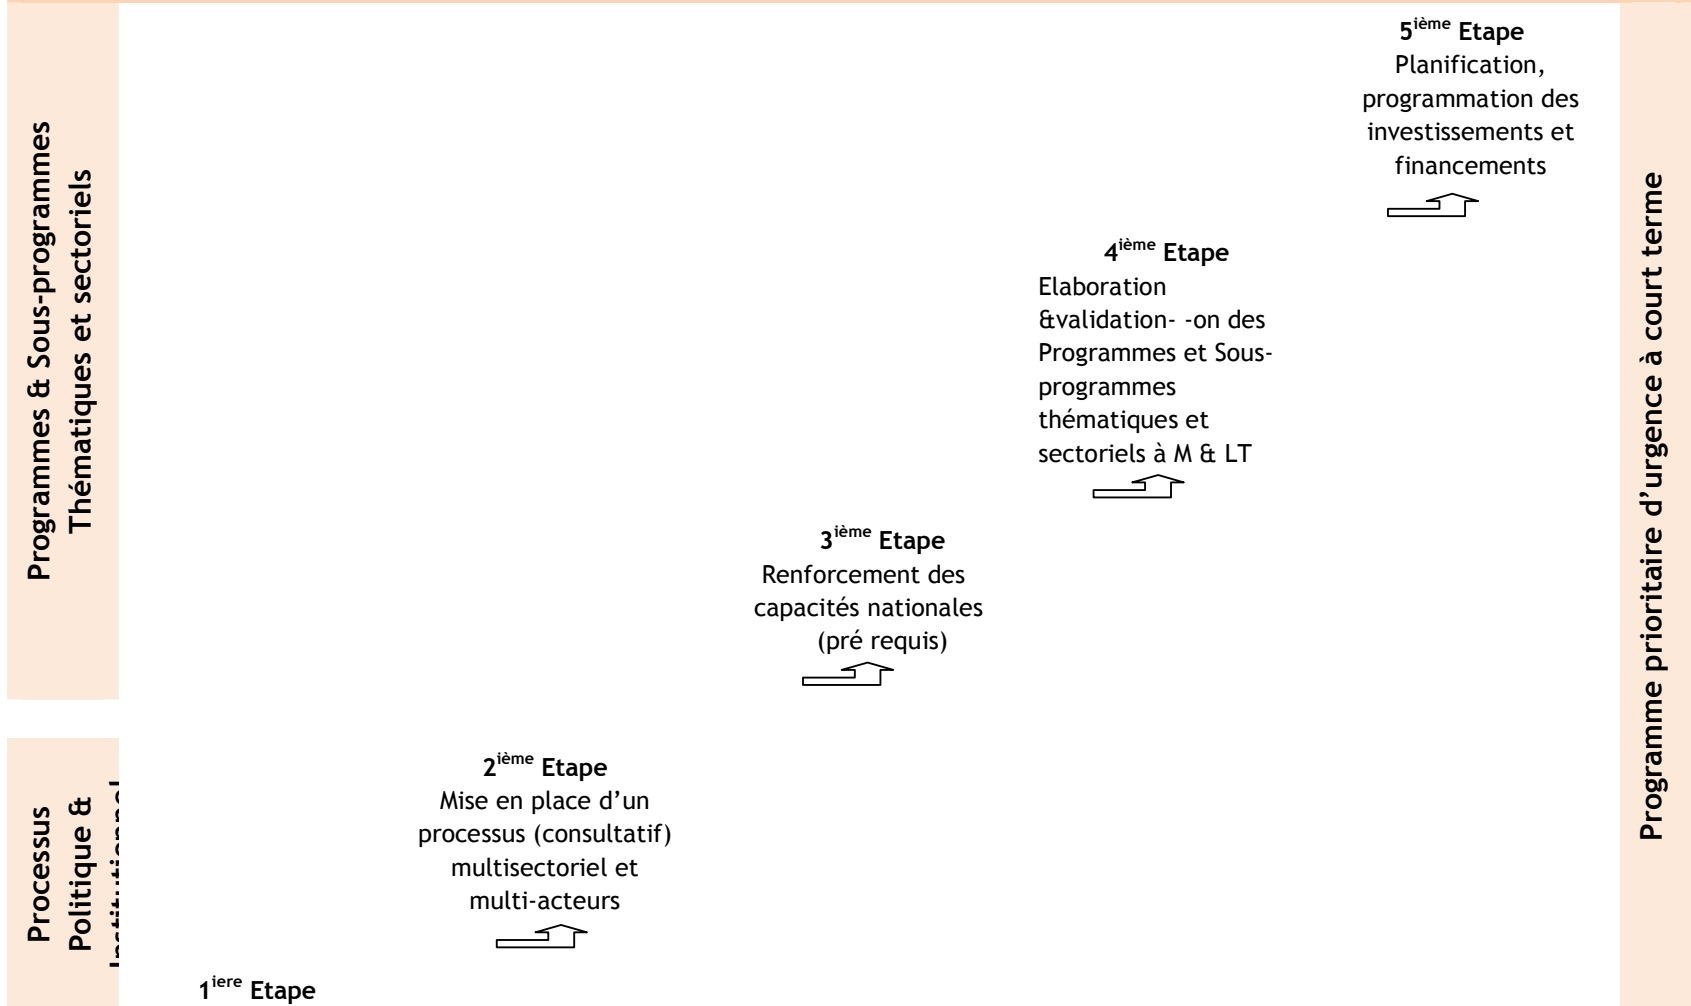 Programmes & Sous-programmes
Thématiques et sectoriels
5ième Etape
Planification,
programmation des
investissements et
financements
4ième Etape
Elaboration
&validation- -on des
Programmes et Sous-
programmes
thématiques et
sectoriels à M & LT
3ième Etape
Renforcement des
capacités nationales
(pré requis)
Processus
Politique &
2ième Etape
Mise en place d’un
processus (consultatif)
multisectoriel et
multi-acteurs
1iere Etape
Programme prioritaire d’urgence à court terme